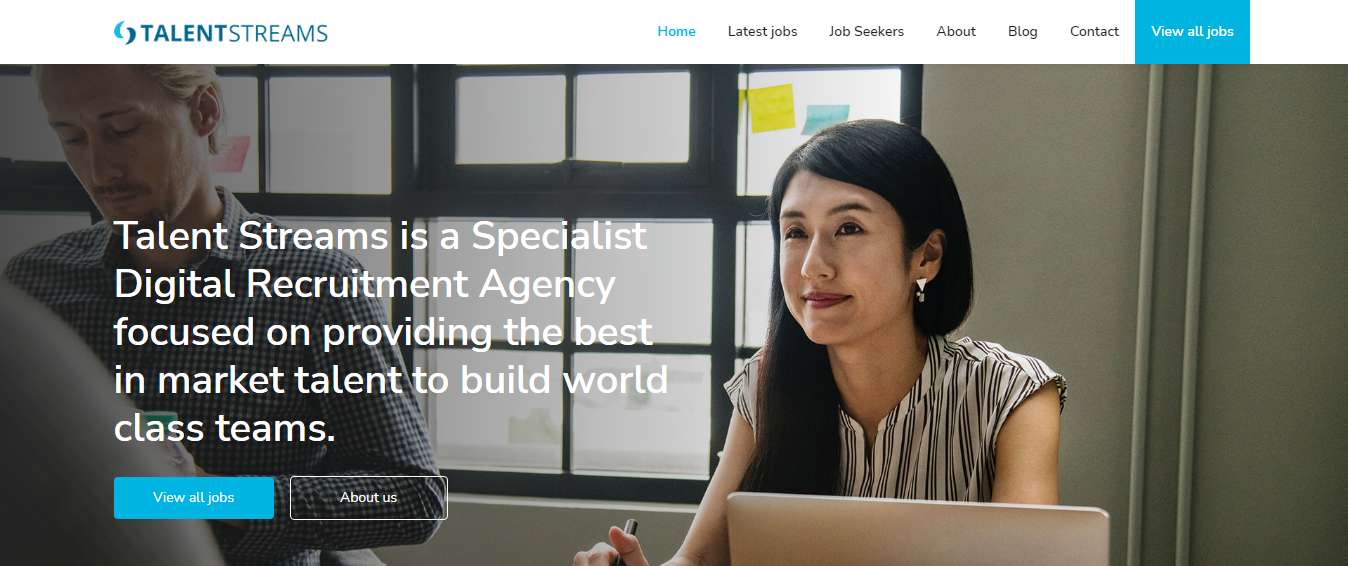 TALENTSTREAMS
Home
Latest jobs
Job Seekers
About
Blog
Contact
View all jobs
Talent Streams is a Specialist
Digital Recruitment Agency
focused on providing the best
in market talent to build world
class teams.
View all jobs
About us